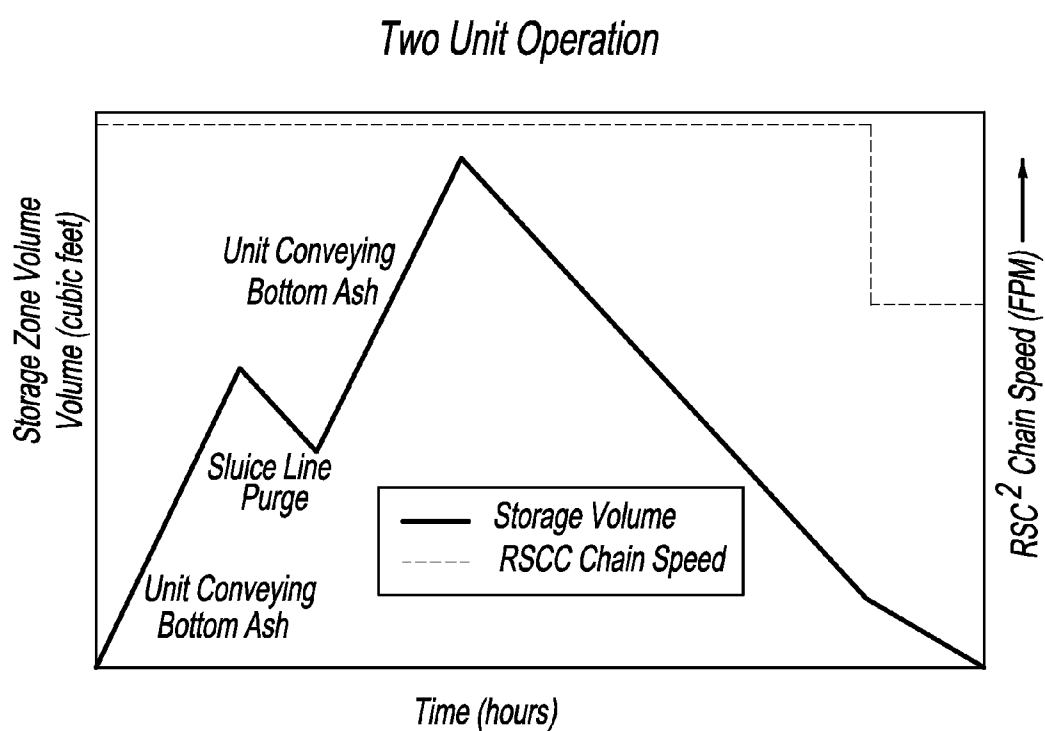 Two Unit Operation
Storage Zone Volume
Volume (cubic feet)
Unit Conveying
Bottom Ash
Sluice Line
Purge
Unit Conveying
Bottom Ash
Storage Volume
RSCC Chain Speed
RSC² Chain Speed (FPM)
Time (hours)